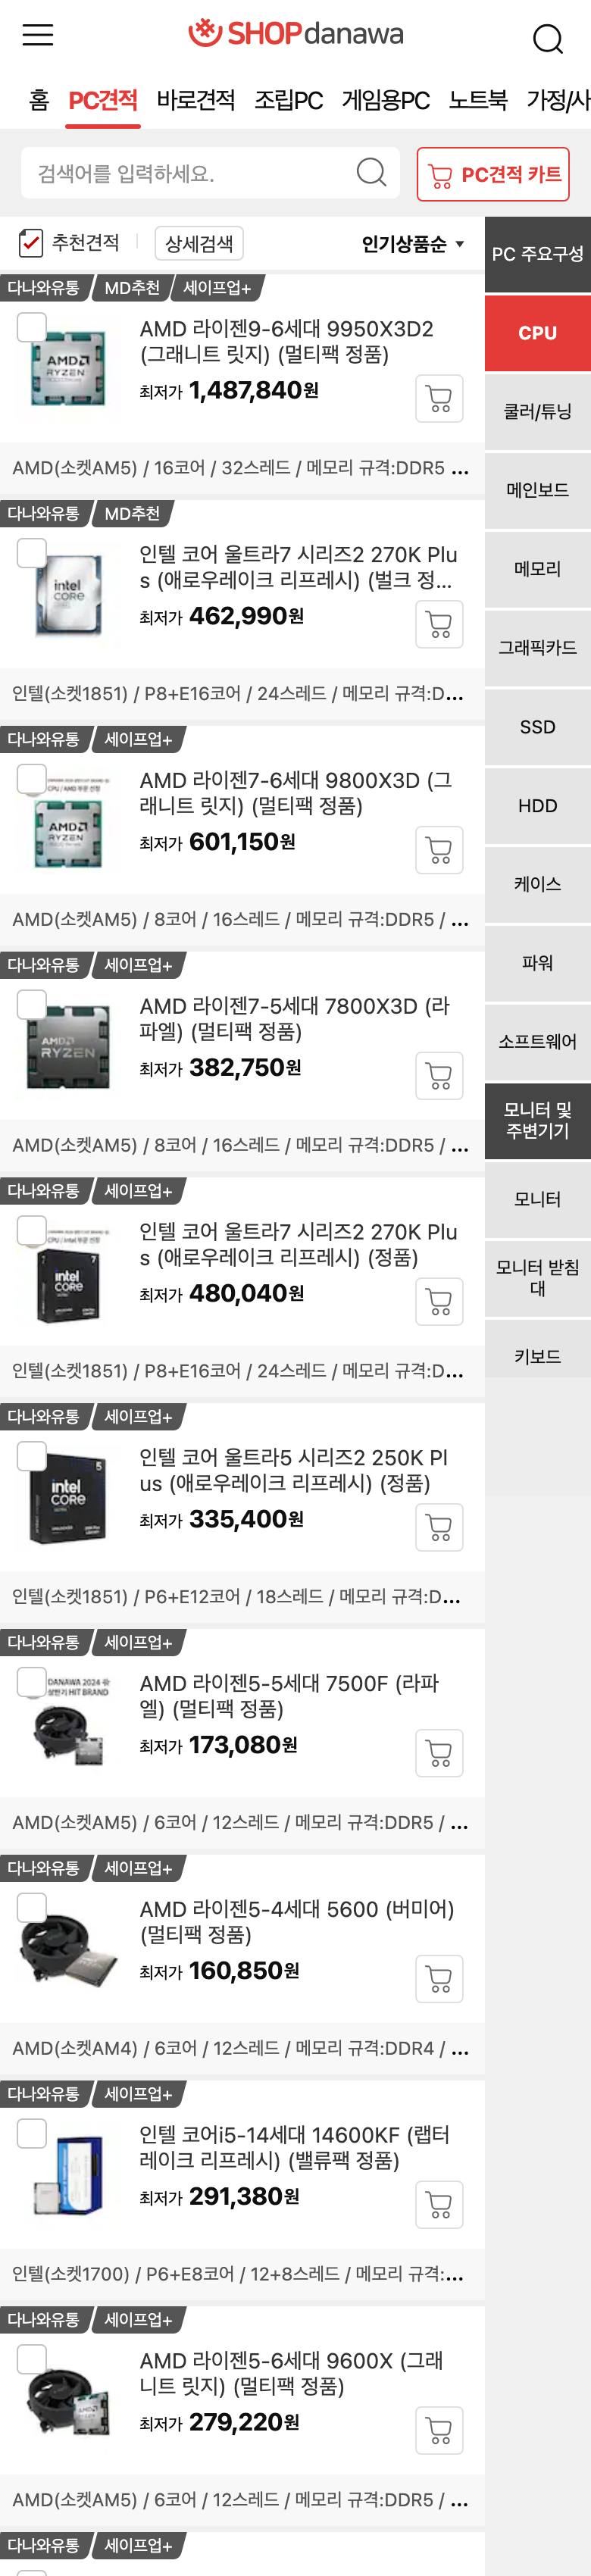 SHOPdanawa
홈 PC견적 바로견적 조립PC 게임용PC 노트북 가정/사
검색어를 입력하세요.
PC견적 카트
추천견적
상세검색
인기상품순
다나와유통 MD추천 세이프업+
AMD RYZEN
AMD 라이젠9-6세대 9950X3D2
(그래니트 릿지) (멀티팩 정품)
최저가 1,487,840원
AMD(소켓AM5) / 16코어 / 32스레드 / 메모리 규격:DDR5 ...
다나와유통 MD추천
intel
인텔 코어 울트라7 시리즈2 270K Plu
s (애로우레이크 리프레시) (벌크 정...
최저가 462,990원
인텔(소켓1851) / P8+E16코어 / 24스레드 / 메모리 규격:D...
다나와유통 세이프업+
CPU / AMD 부문 선정
AMD RYZEN
AMD 라이젠7-6세대 9800X3D (그
래니트 릿지) (멀티팩 정품)
최저가 601,150원
AMD(소켓AM5) / 8코어 / 16스레드 / 메모리 규격:DDR5 / ...
다나와유통 세이프업+
AMD RYZEN
AMD 라이젠7-5세대 7800X3D (라
파엘) (멀티팩 정품)
최저가 382,750원
AMD(소켓AM5) / 8코어 / 16스레드 / 메모리 규격:DDR5 / ...
다나와유통 세이프업+
CPU / intel 부문 선정
7 7
intel CORE
인텔 코어 울트라7 시리즈2 270K Plu
s (애로우레이크 리프레시) (정품)
최저가 480,040원
인텔(소켓1851) / P8+E16코어 / 24스레드 / 메모리 규격:D...
다나와유통 세이프업+
5
intel CORE
인텔 코어 울트라5 시리즈2 250K Pl
us (애로우레이크 리프레시) (정품)
최저가 335,400원
인텔(소켓1851) / P6+E12코어 / 18스레드 / 메모리 규격:D...
다나와유통 세이프업+
DANAWA 2024
상반기 HIT BRAND
AMD 라이젠5-5세대 7500F (라파
엘) (멀티팩 정품)
최저가 173,080원
AMD(소켓AM5) / 6코어 / 12스레드 / 메모리 규격:DDR5 / ...
다나와유통 세이프업+
AMD 라이젠5-4세대 5600 (버미어)
(멀티팩 정품)
최저가 160,850원
AMD(소켓AM4) / 6코어 / 12스레드 / 메모리 규격:DDR4 / ...
다나와유통 세이프업+
인텔 코어i5-14세대 14600KF (랩터
레이크 리프레시) (밸류팩 정품)
최저가 291,380원
인텔(소켓1700) / P6+E8코어 / 12+8스레드 / 메모리 규격:...
다나와유통 세이프업+
AMD 라이젠5-6세대 9600X (그래
니트 릿지) (멀티팩 정품)
최저가 279,220원
AMD(소켓AM5) / 6코어 / 12스레드 / 메모리 규격:DDR5 / ...
다나와유통 세이프업+
PC 주요구성
CPU
쿨러/튜닝
메인보드
메모리
그래픽카드
SSD
HDD
케이스
파워
소프트웨어
모니터 및
주변기기
모니터
모니터 받침
대
키보드